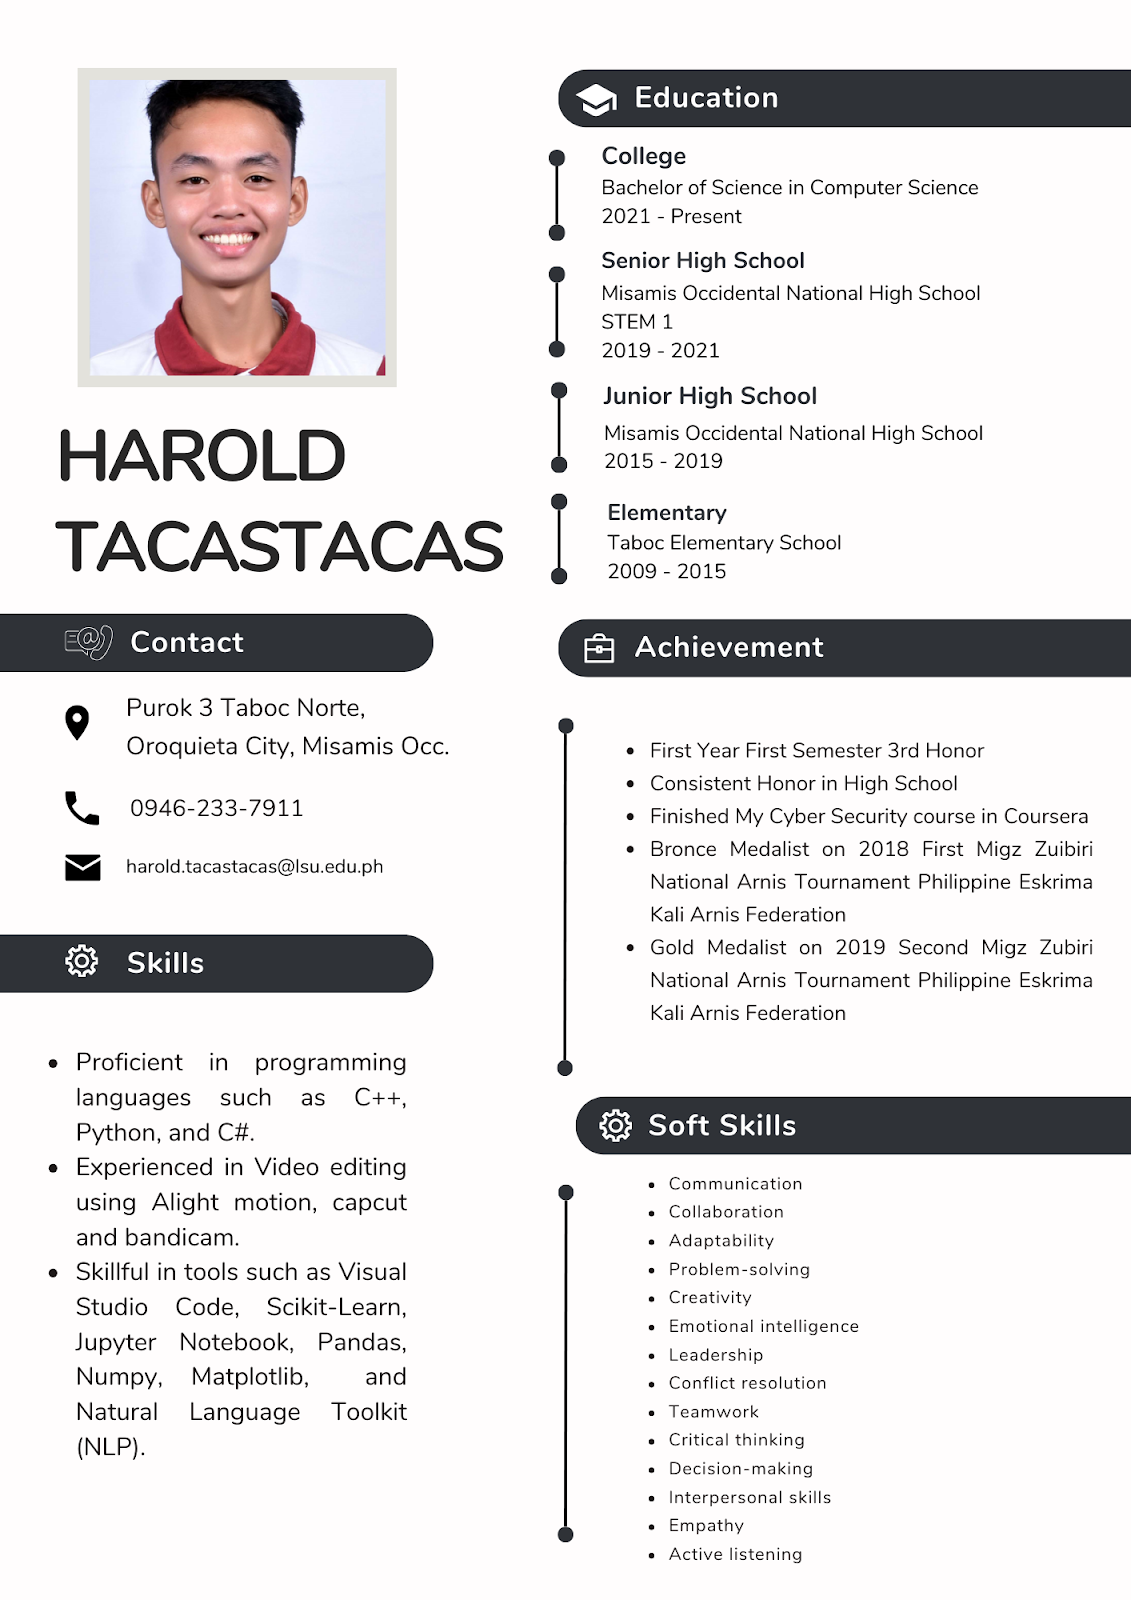 HAROLD
TACASTACAS
Contact
Purok 3 Taboc Norte,
Oroquieta City, Misamis Occ.
0946-233-7911
harold.tacastacas@lsu.edu.ph
Skills
• Proficient in programming
languages such as C++,
Python, and C#.
• Experienced in Video editing
using Alight motion, capcut
and bandicam.
• Skillful in tools such as Visual
Studio Code, Scikit-Learn,
Jupyter Notebook, Pandas,
Numpy, Matplotlib, and
Natural Language Toolkit
(NLP).
Education
College
Bachelor of Science in Computer Science
2021 - Present
Senior High School
Misamis Occidental National High School
STEM 1
2019 - 2021
Junior High School
Misamis Occidental National High School
2015 - 2019
Elementary
Taboc Elementary School
2009 - 2015
Achievement
• First Year First Semester 3rd Honor
• Consistent Honor in High School
• Finished My Cyber Security course in Coursera
• Bronce Medalist on 2018 First Migz Zuibiri
National Arnis Tournament Philippine Eskrima
Kali Arnis Federation
• Gold Medalist on 2019 Second Migz Zubiri
National Arnis Tournament Philippine Eskrima
Kali Arnis Federation
Soft Skills
• Communication
• Collaboration
• Adaptability
• Problem-solving
• Creativity
• Emotional intelligence
• Leadership
• Conflict resolution
• Teamwork
• Critical thinking
• Decision-making
• Interpersonal skills
• Empathy
• Active listening